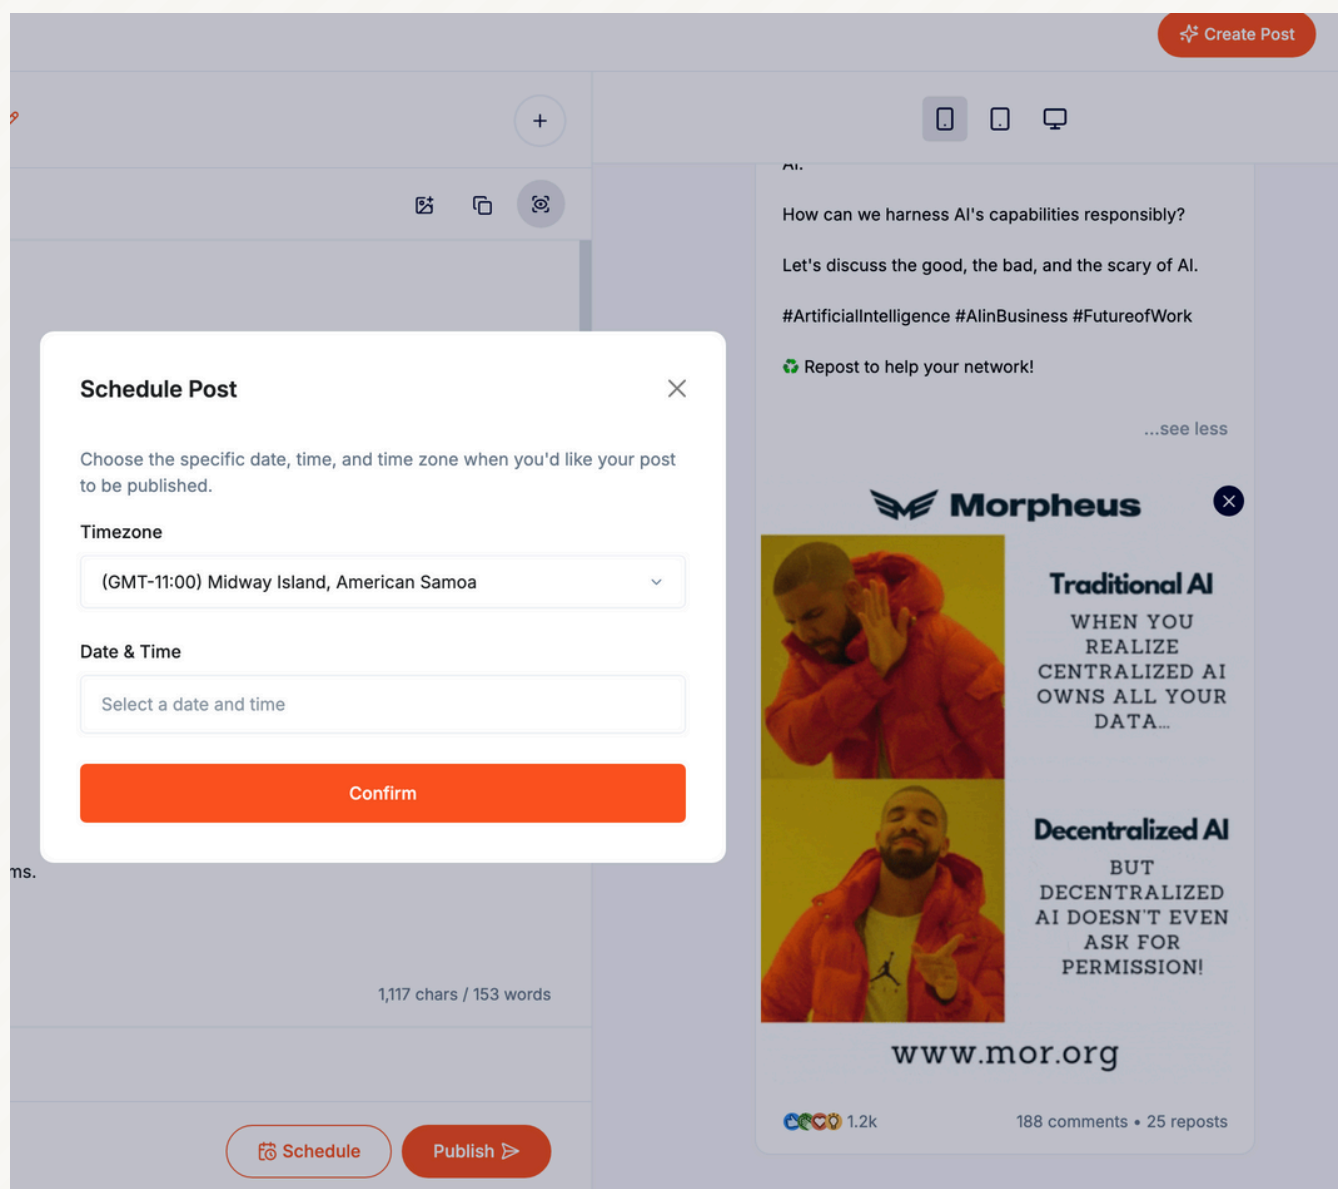 Create Post
AI.
How can we harness AI's capabilities responsibly?
Let's discuss the good, the bad, and the scary of AI.
#ArtificialIntelligence #AIinBusiness #FutureofWork
Repost to help your network!
...see less
Schedule Post
Choose the specific date, time, and time zone when you'd like your post
to be published.
Timezone
(GMT-11:00) Midway Island, American Samoa
Date & Time
Select a date and time
Confirm
ms.
1,117 chars / 153 words
Schedule
Publish
Morpheus
Traditional AI
WHEN YOU
REALIZE
CENTRALIZED AI
OWNS ALL YOUR
DATA...
Decentralized AI
BUT
DECENTRALIZED
AI DOESN'T EVEN
ASK FOR
PERMISSION!
www.mor.org
1.2k
188 comments • 25 reposts